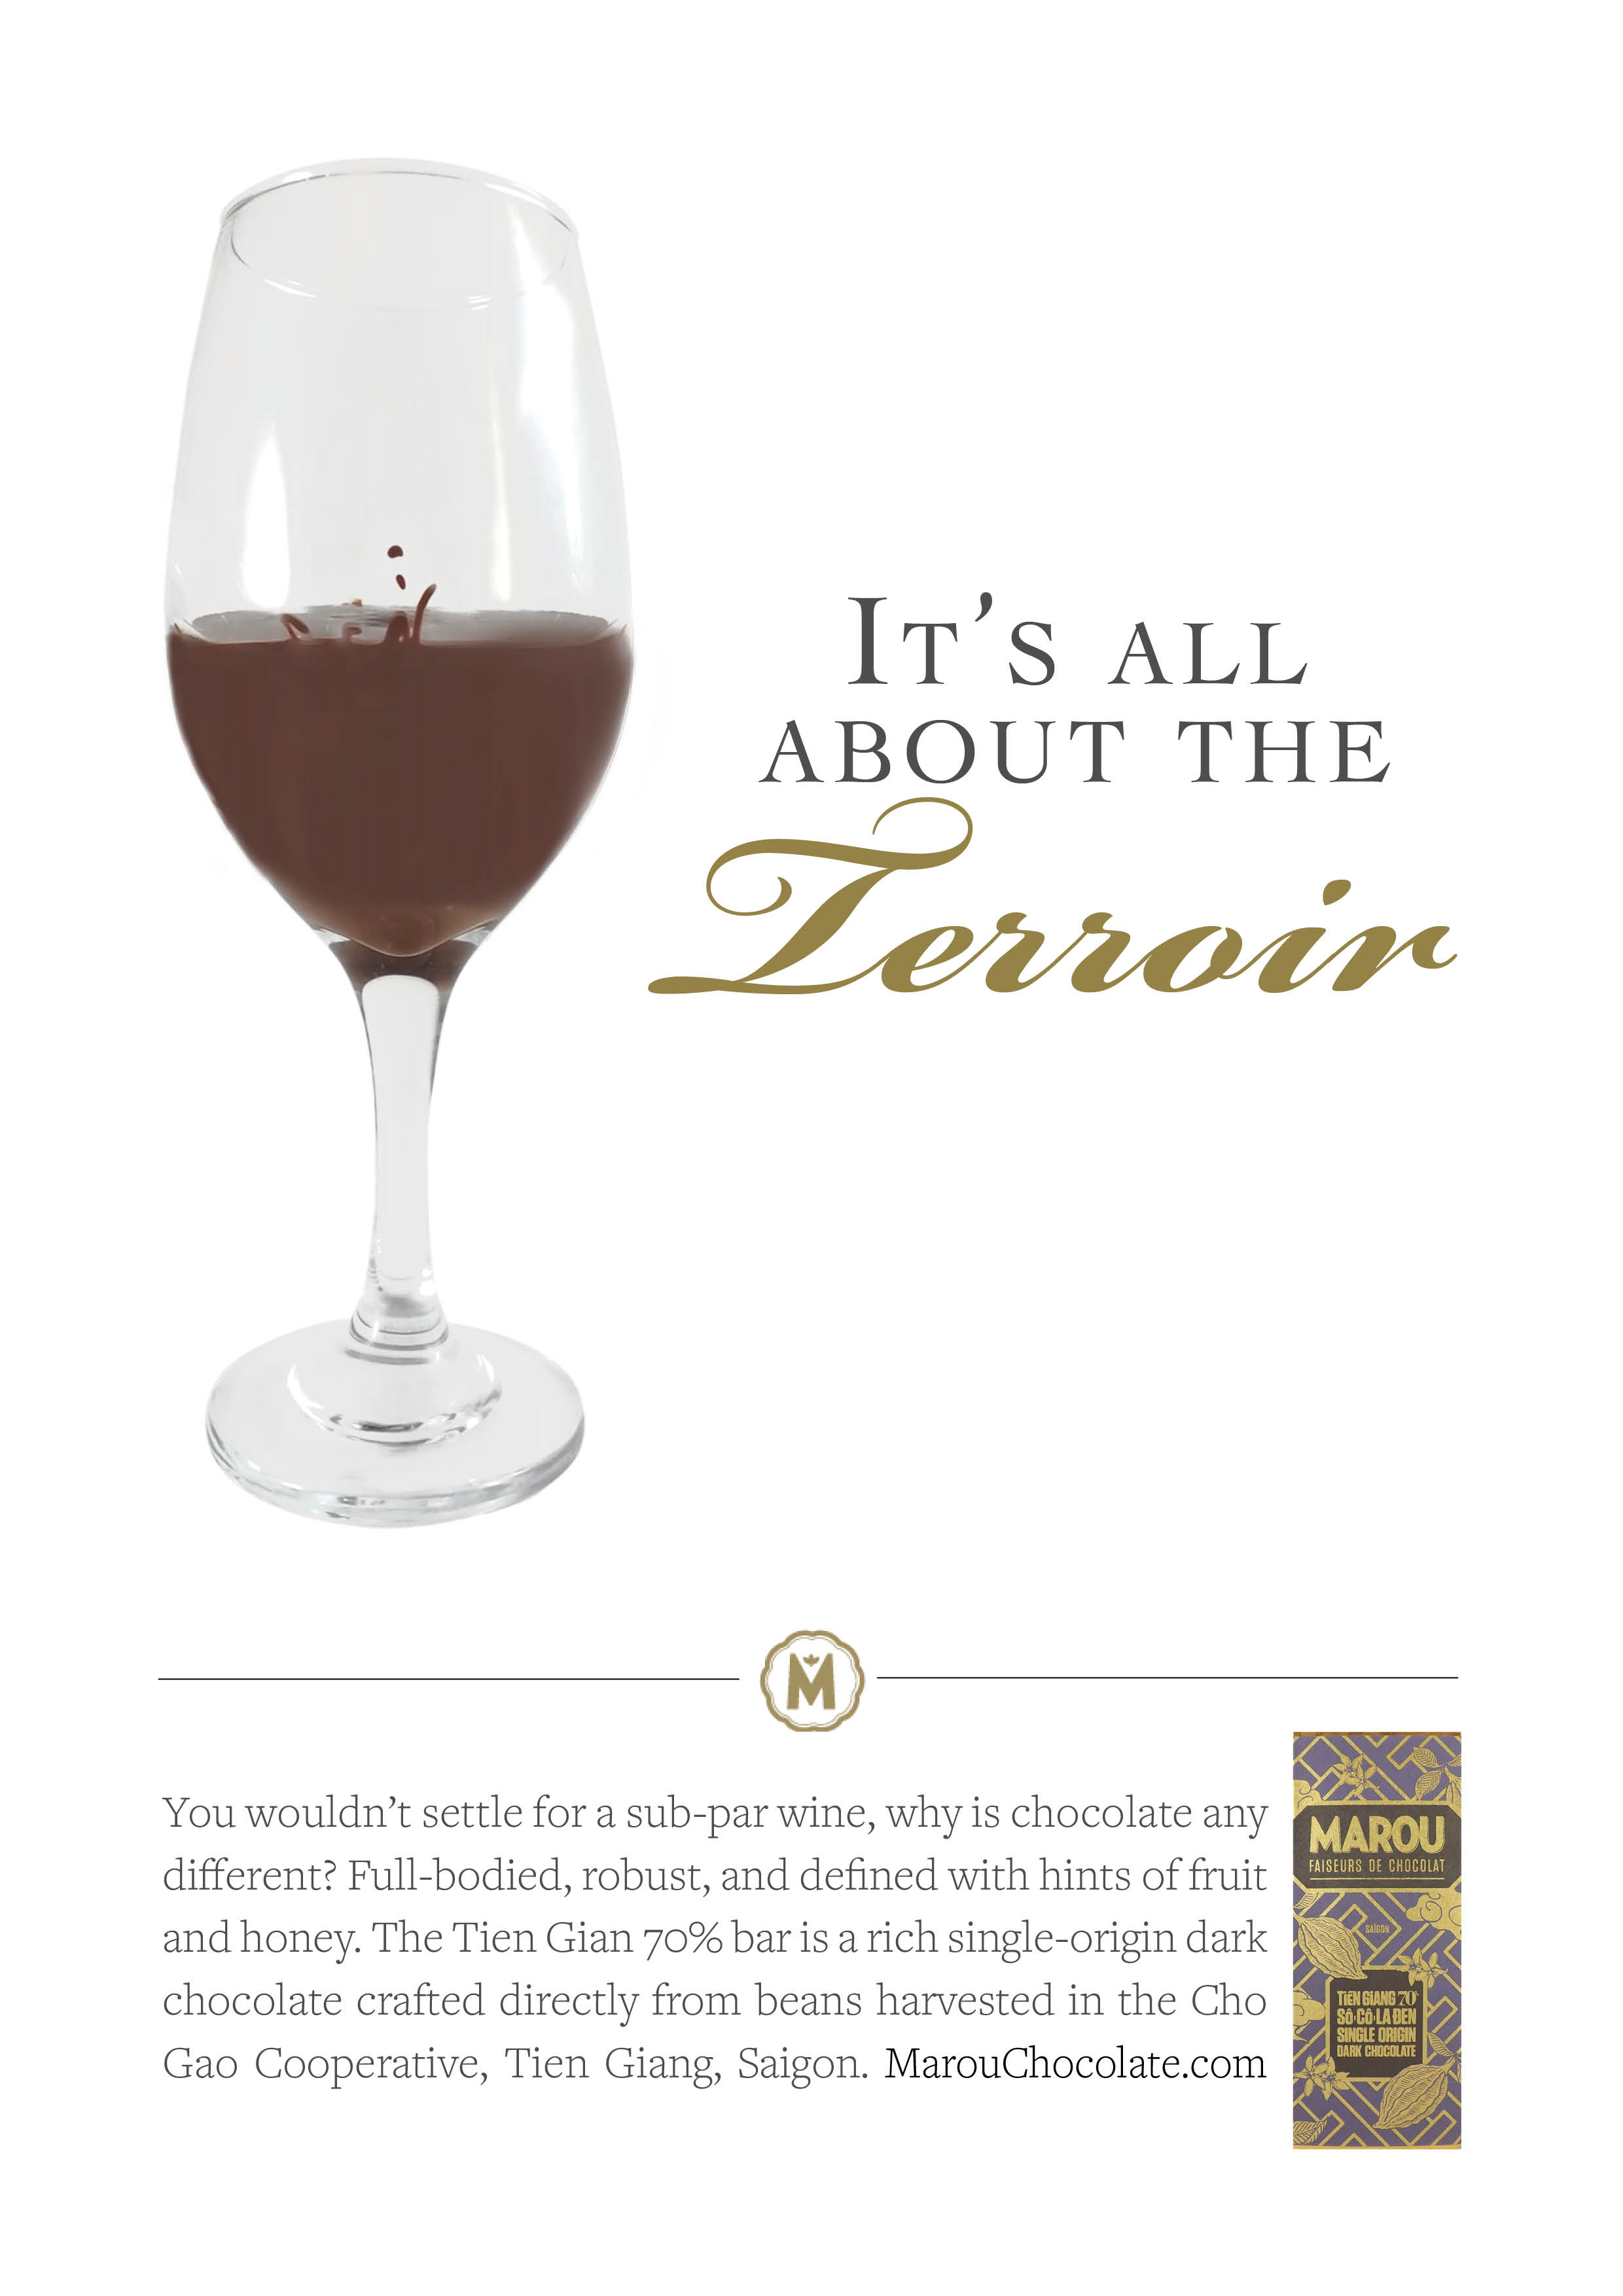 IT’S ALL
ABOUT THE
Terroir
M
You wouldn’t settle for a sub-par wine, why is chocolate any
different? Full-bodied, robust, and defined with hints of fruit
and honey. The Tien Gian 70% bar is a rich single-origin dark
chocolate crafted directly from beans harvested in the Cho
Gao Cooperative, Tien Giang, Saigon. MarouChocolate.com
MAROU
FAISEURS DE CHOCOLAT
SAIGON
TIỀN GIANG 70%
SÔ·CÔ·LA ĐEN
SINGLE ORIGIN
DARK CHOCOLATE